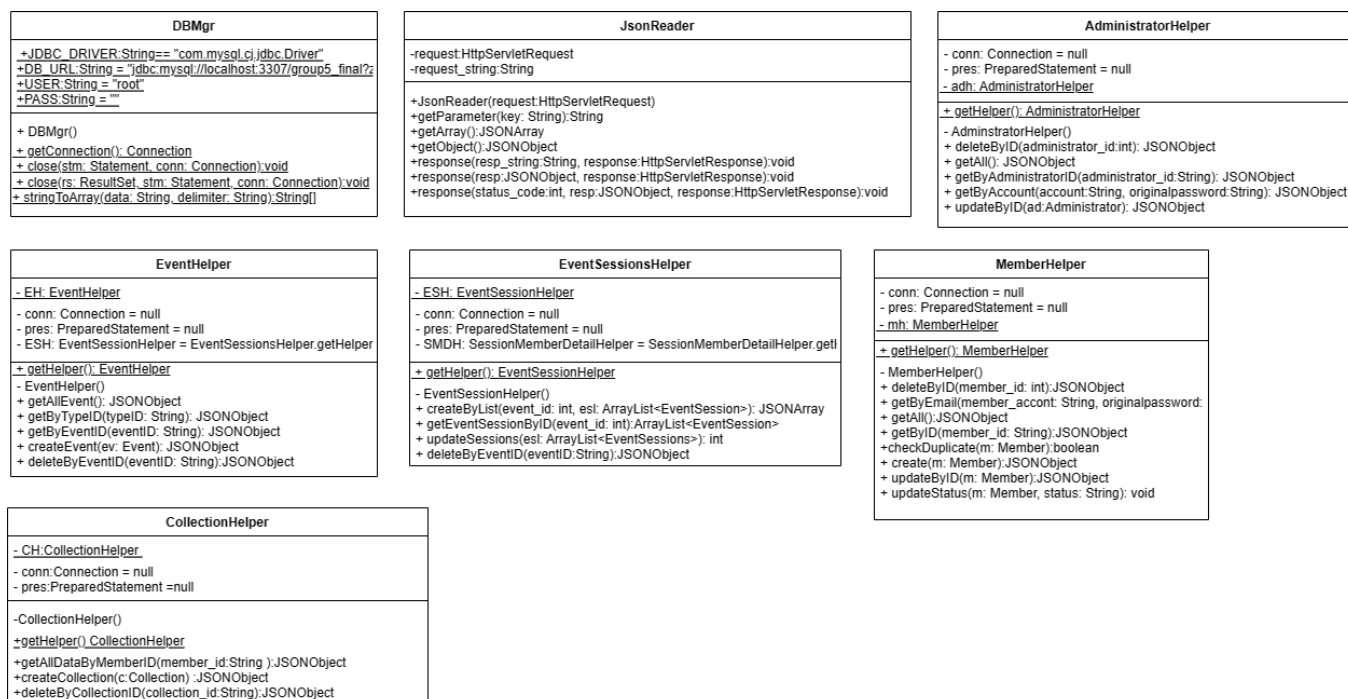 DBMgr
+JDBC_DRIVER:String== "com.mysql.cj.jdbc.Driver"
+DB_URL:String = "jdbc:mysql://localhost:3307/group5_final?
+USER:String = "root"
+PASS:String = ""
+ DBMgr()
+ getConnection(): Connection
+ close(stm: Statement, conn: Connection):void
+ close(rs: ResultSet, stm: Statement, conn: Connection):void
+ stringToArray(data: String, delimiter: String):String[]
JsonReader
-request:HttpServletRequest
-request_string:String
+JsonReader(request:HttpServletRequest)
+getParameter(key: String):String
+getArray():JSONArray
+getObject():JSONObject
+response(resp_string:String, response:HttpServletResponse):void
+response(resp:JSONObject, response:HttpServletResponse):void
+response(status_code:int, resp:JSONObject, response:HttpServletResponse):void
AdministratorHelper
- conn: Connection = null
- pres: PreparedStatement = null
- adh: AdministratorHelper
+ getHelper(): AdministratorHelper
- AdminstratorHelper()
+ deleteByID(administrator_id:int): JSONObject
+ getAll(): JSONObject
+ getByAdministratorID(administrator_id:String): JSONObject
+ getByAccount(account:String, originalpassword:String): JSONObject
+ updateByID(ad:Administrator): JSONObject
EventHelper
- EH: EventHelper
- conn: Connection = null
- pres: PreparedStatement = null
- ESH: EventSessionHelper = EventSessionsHelper.getHelper
+ getHelper(): EventHelper
- EventHelper()
+ getAllEvent(): JSONObject
+ getByTypeID(typeID: String): JSONObject
+ getByEventID(eventID: String): JSONObject
+ createEvent(ev: Event): JSONObject
+ deleteByEventID(eventID: String):JSONObject
EventSessionsHelper
- ESH: EventSessionHelper
- conn: Connection = null
- pres: PreparedStatement = null
- SMDH: SessionMemberDetailHelper = SessionMemberDetailHelper.getl
+ getHelper(): EventSessionHelper
- EventSessionHelper()
+ createByList(event_id: int, esl: ArrayList<EventSession>): JSONArray
+ getEventSessionByID(event_id: int):ArrayList<EventSession>
+ updateSessions(esl: ArrayList<EventSessions>): int
+ deleteByEventID(eventID:String):JSONObject
MemberHelper
- conn: Connection = null
- pres: PreparedStatement = null
- mh: MemberHelper
+ getHelper(): MemberHelper
- MemberHelper()
+ deleteByID(member_id: int):JSONObject
+ getByEmail(member_accont: String, originalpassword:
+ getAll():JSONObject
+ getByID(member_id: String):JSONObject
+checkDuplicate(m: Member):boolean
+ create(m: Member):JSONObject
+ updateByID(m: Member):JSONObject
+ updateStatus(m: Member, status: String): void
CollectionHelper
- CH:CollectionHelper
- conn:Connection = null
- pres:PreparedStatement =null
-CollectionHelper()
+getHelper() CollectionHelper
+getAllDataByMemberID(member_id:String ):JSONObject
+createCollection(c:Collection) :JSONObject
+deleteByCollectionID(collection_id:String):JSONObject